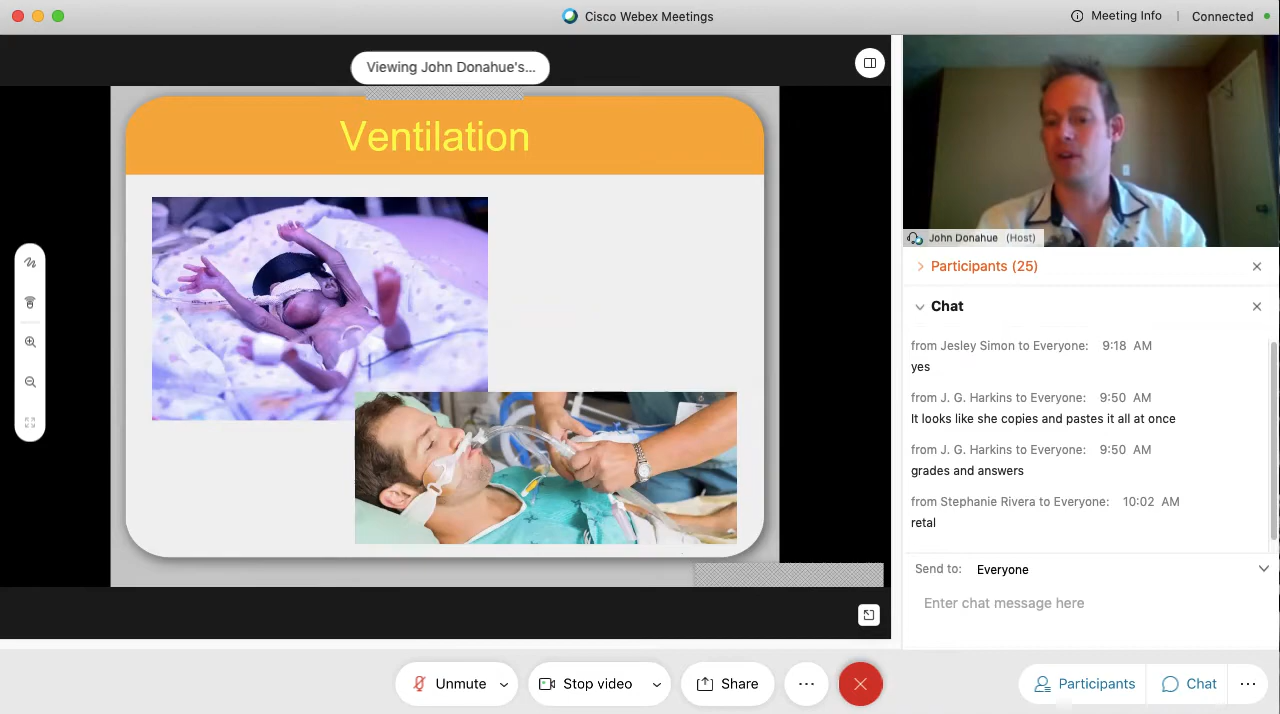 Cisco Webex Meetings
Meeting Info
Connected
Viewing John Donahue's...
Ventilation
John Donahue (Host)
Participants (25)
Chat
from Jesley Simon to Everyone: 9:18 AM
yes
from J. G. Harkins to Everyone: 9:50 AM
It looks like she copies and pastes it all at once
from J. G. Harkins to Everyone: 9:50 AM
grades and answers
from Stephanie Rivera to Everyone: 10:02 AM
retal
Send to: Everyone
Enter chat message here
Unmute
Stop video
Share
Participants
Chat